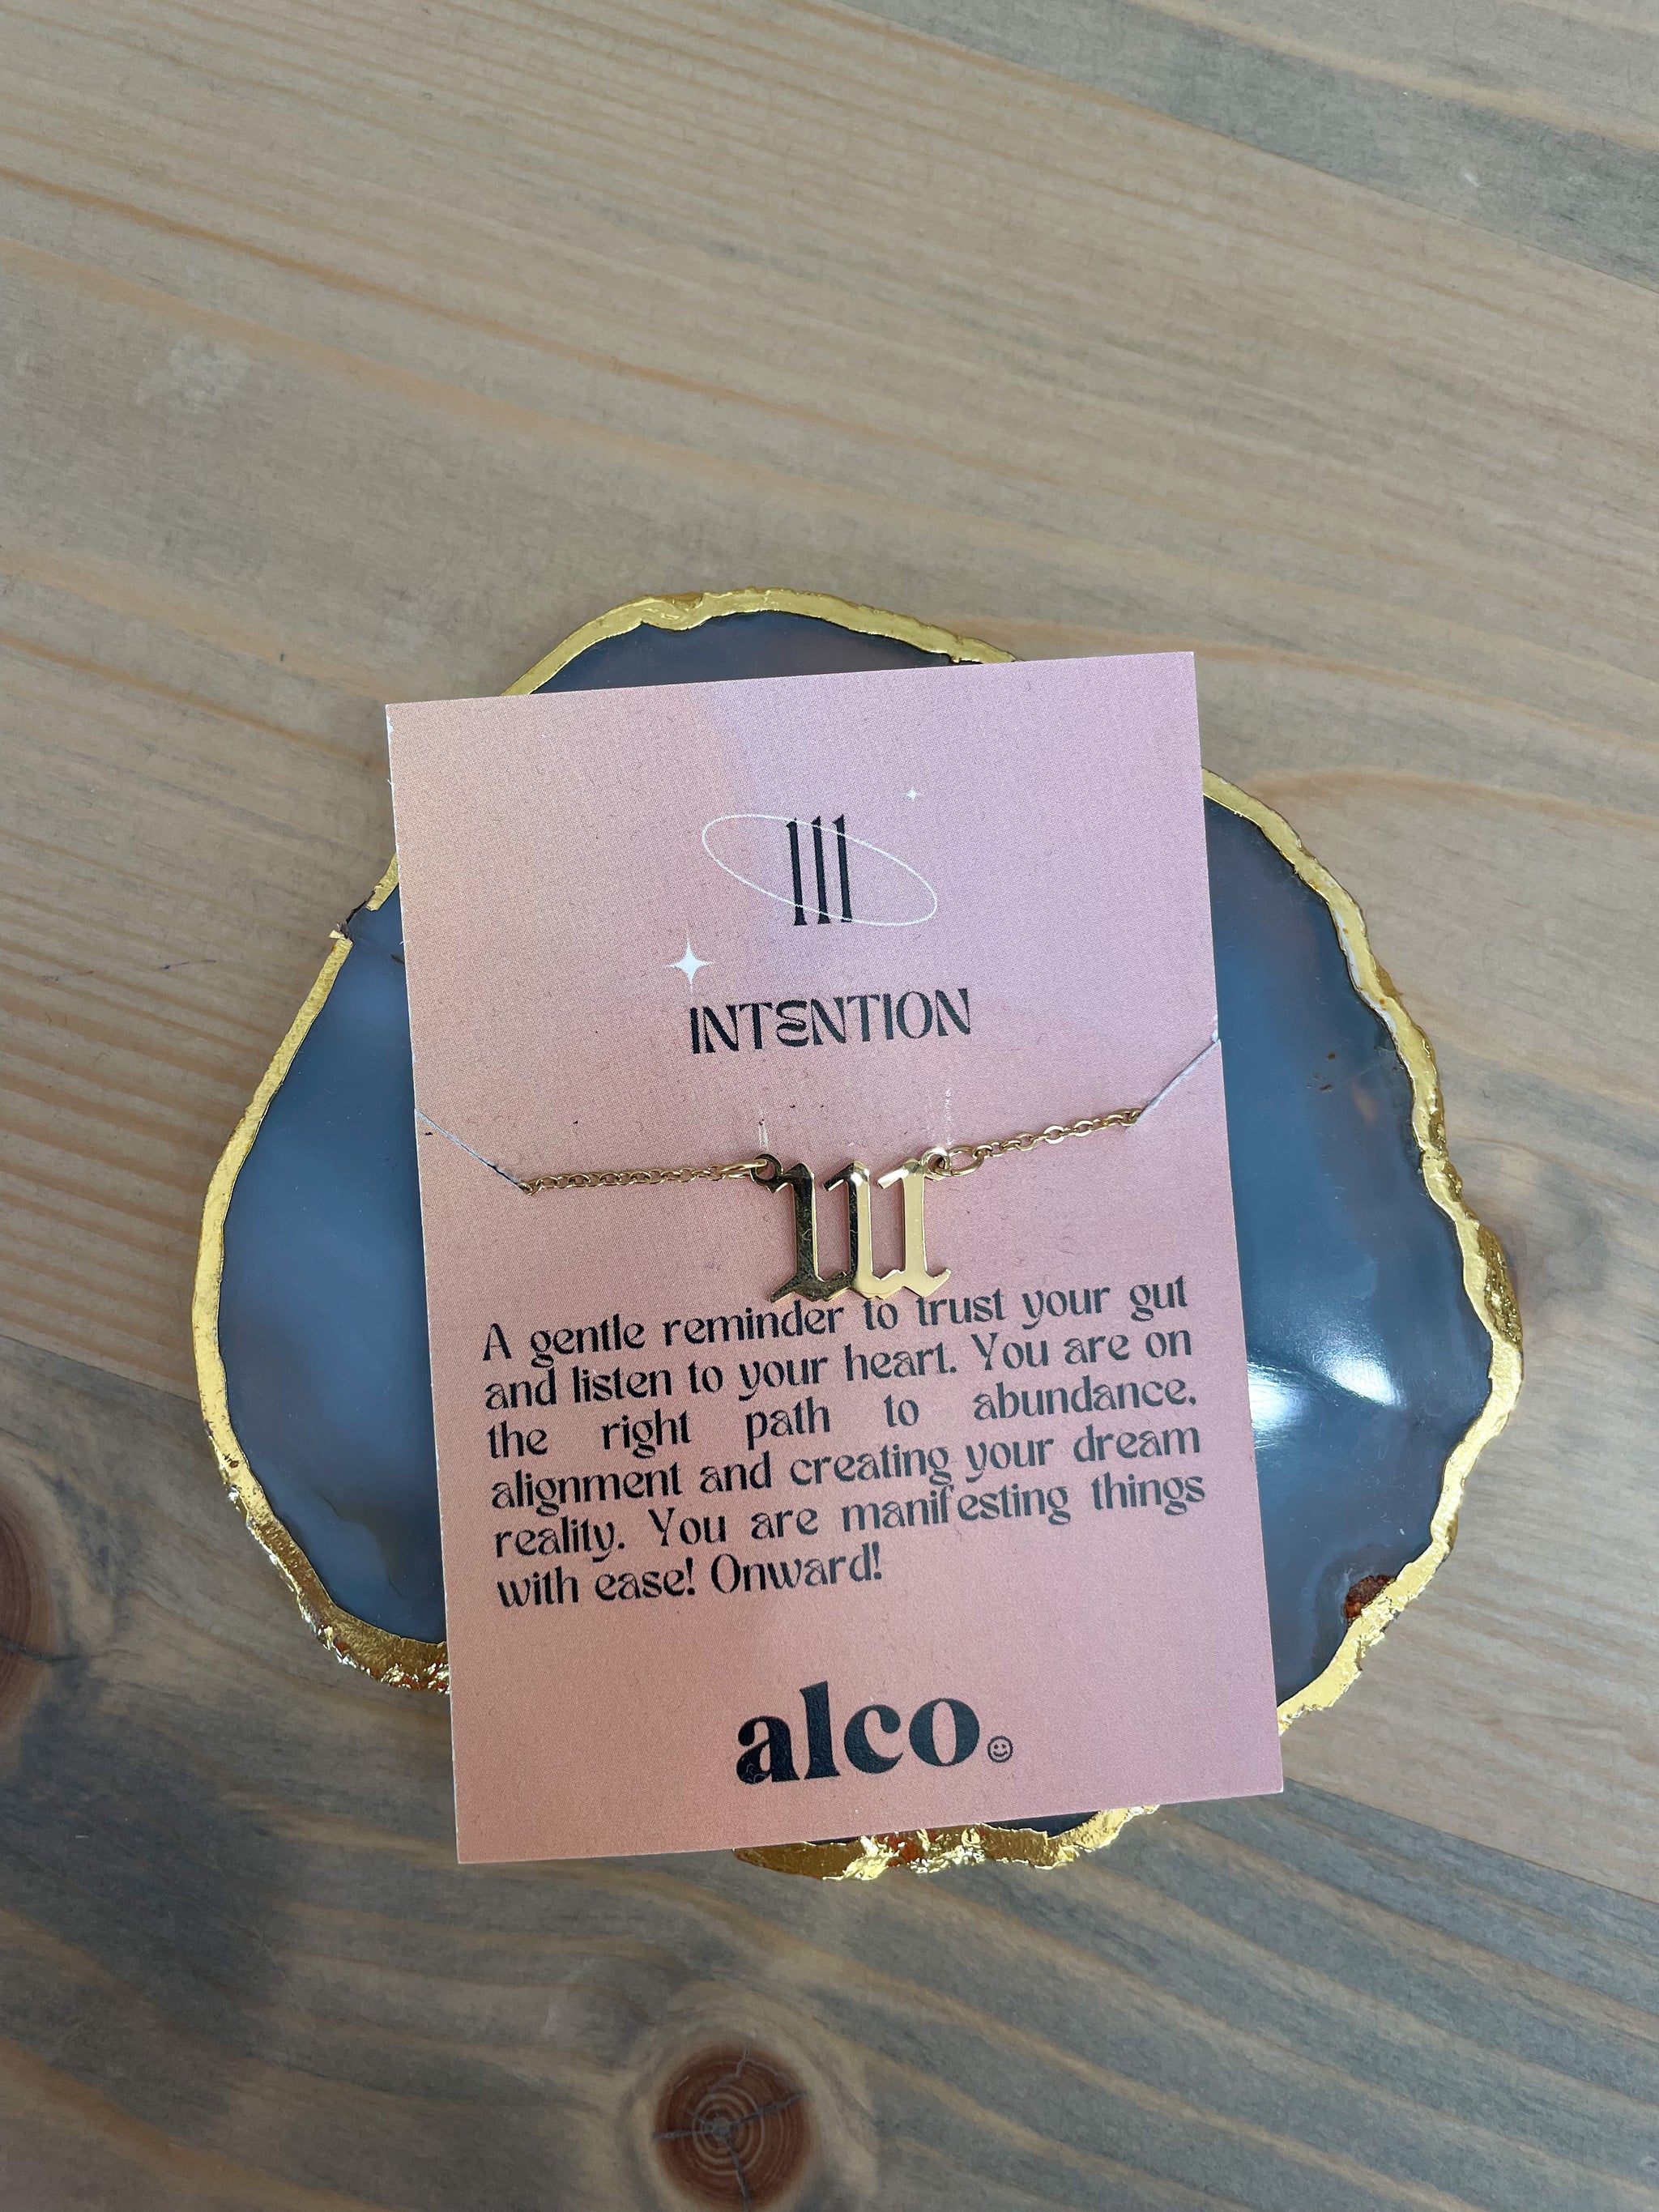 111
INTENTION
111
A gentle reminder to trust your gut
and listen to your heart. You are on
the right path to abundance,
alignment and creating your dream
reality. You are manifesting things
with ease! Onward!
alco.